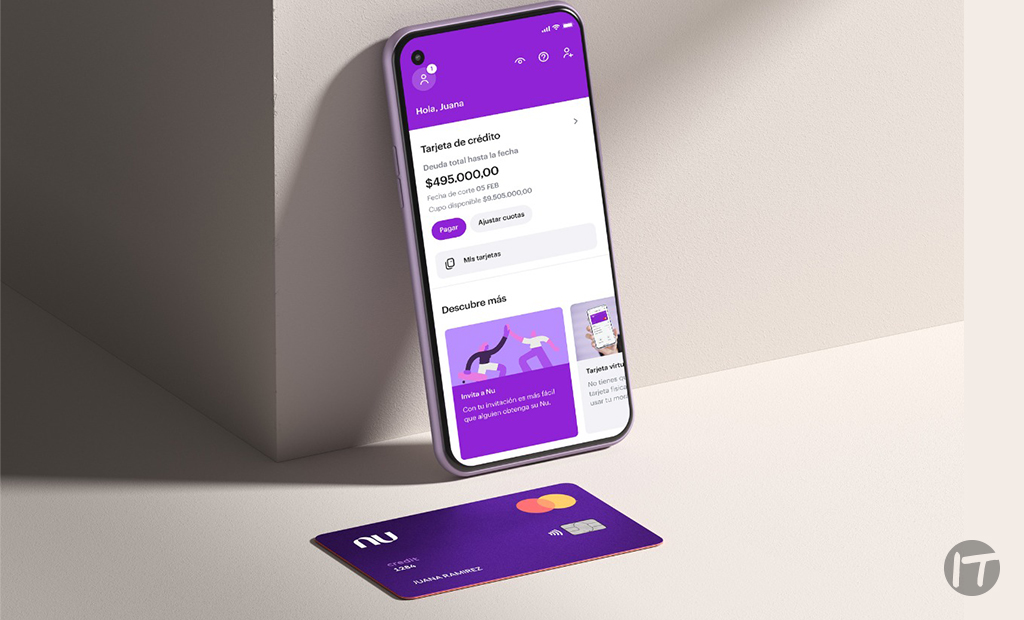 1
Hola, Juana
Tarjeta de crédito
Deuda total hasta la fecha
$495.000,00
Fecha de corte 05 FEB
Cupo disponible $9.505.000,00
Pagar
Ajustar cuotas
Mis tarjetas
Descubre más
Invita a Nu
Con tu invitación es más fácil
que alguien obtenga su Nu.
Tarjeta virtu
No tienes
tarjeta física
usar tu
nu
credit
1284
JUANA RAMIREZ
IT